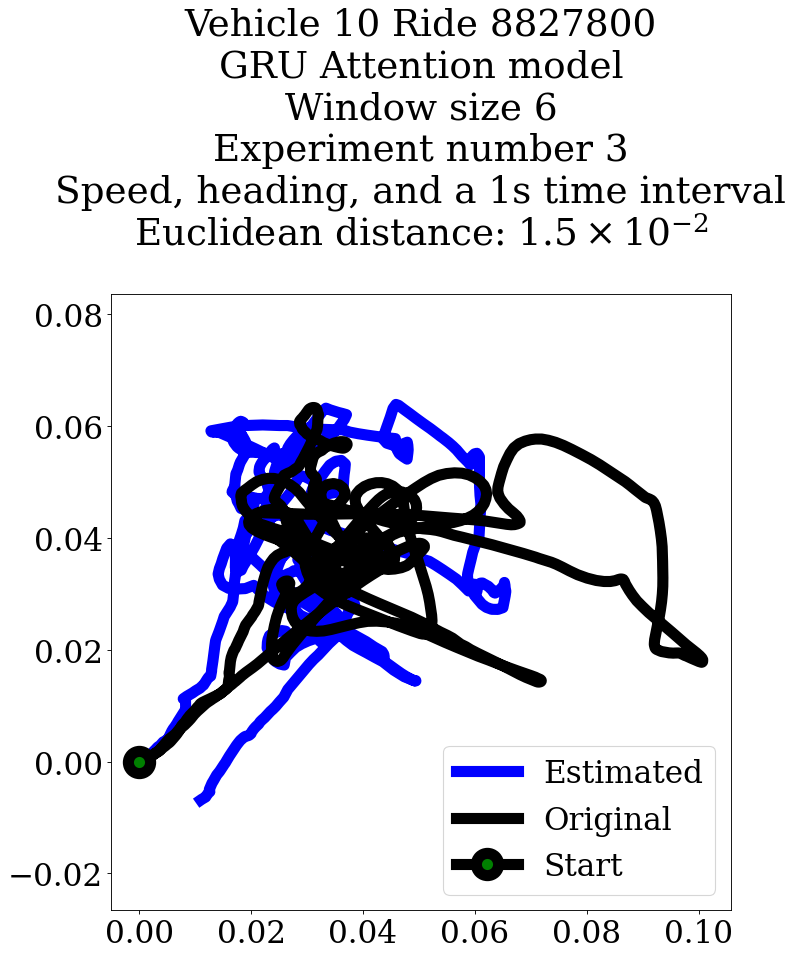 Vehicle 10 Ride 8827800
GRU Attention model
Window size 6
Experiment number 3
Speed, heading, and a 1s time interval
Euclidean distance: 1.5 × 10⁻²
0.08
0.06
0.04
0.02
0.00
−0.02
Estimated
Original
Start
0.00 0.02 0.04 0.06 0.08 0.10